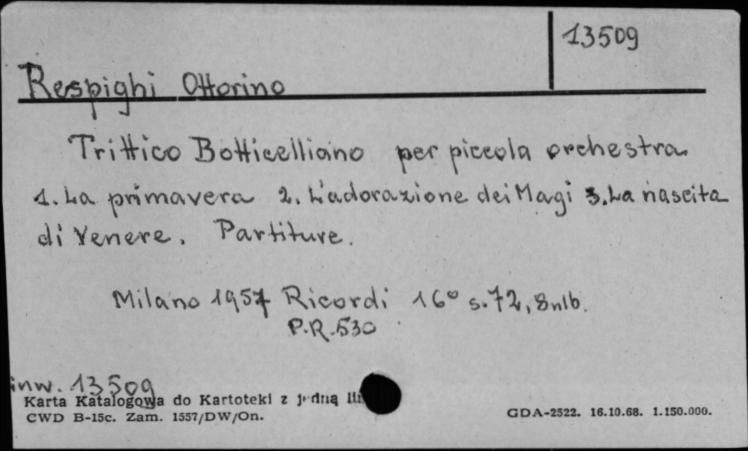 13509
Respighi Ottorino
Trittico Botticelliano per piccola orchestra
1. La primavera 2. L'adorazione dei Magi 3. La nascita
di Venere. Partiture.
Milano 1957 Ricordi 16° s. 72, 8nlb.
P.R. 530
inw. 13509
Karta Katalogowa do Kartoteki z jedną
CWD B-15c. Zam. 1557/DW/On.
GDA-2522. 16.10.68. 1.150.000.